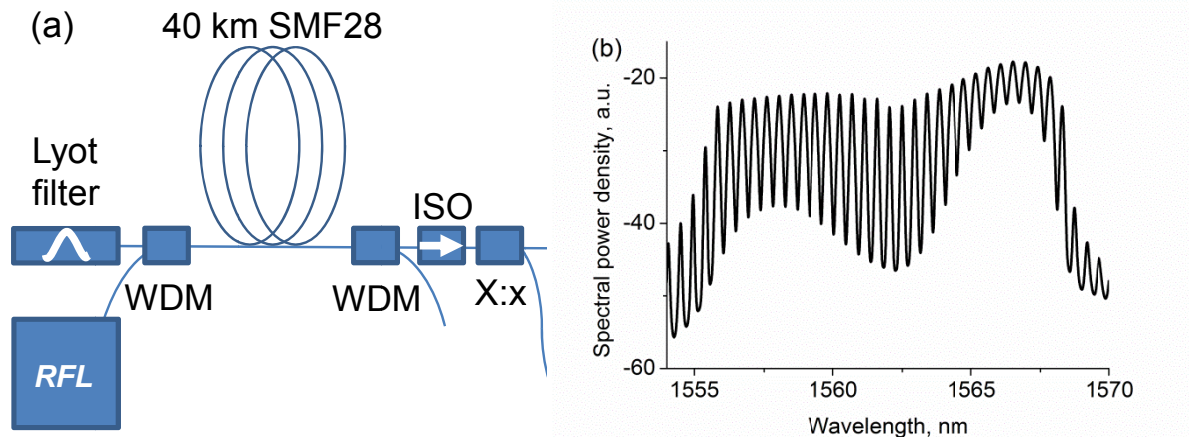 (a)
40 km SMF28
Lyot
filter
ISO
WDM
WDM
X:x
RFL
(b)
Spectral power density, a.u.
-20
-40
-60
1555
1560
1565
1570
Wavelength, nm